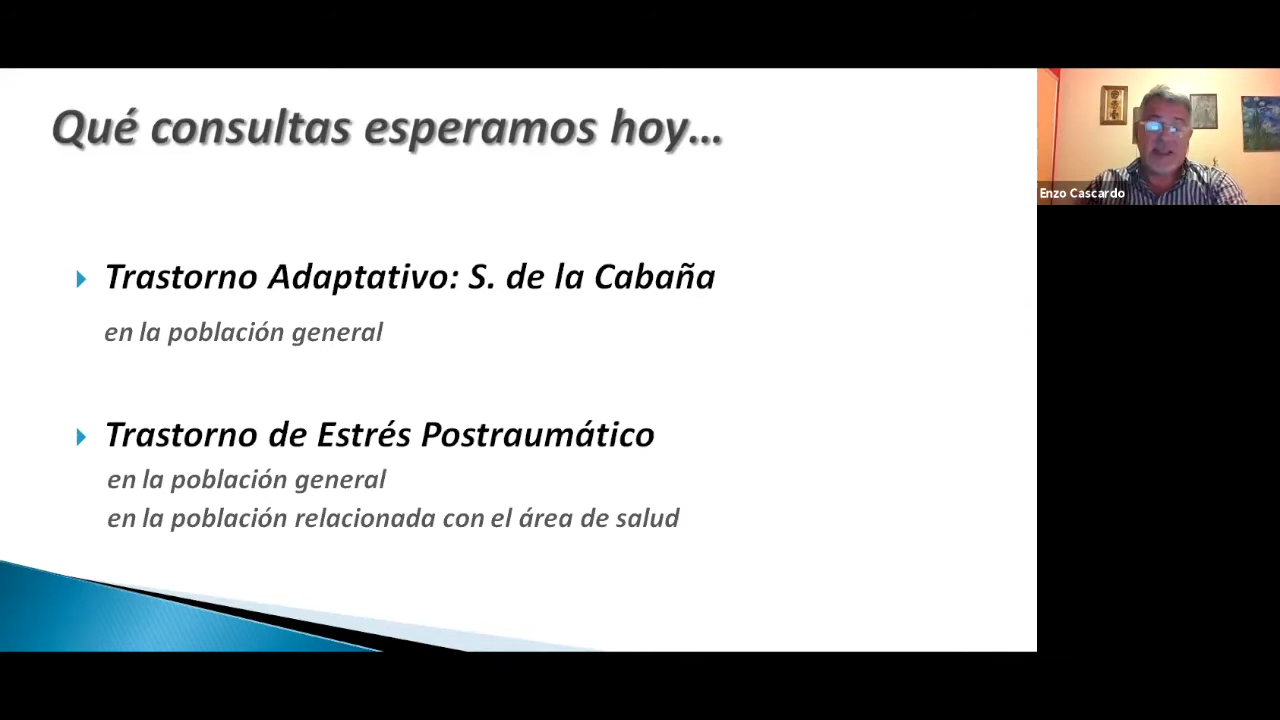 Qué consultas esperamos hoy...
Enzo Cascardo
Trastorno Adaptativo: S. de la Cabaña
en la población general
Trastorno de Estrés Postraumático
en la población general
en la población relacionada con el área de salud